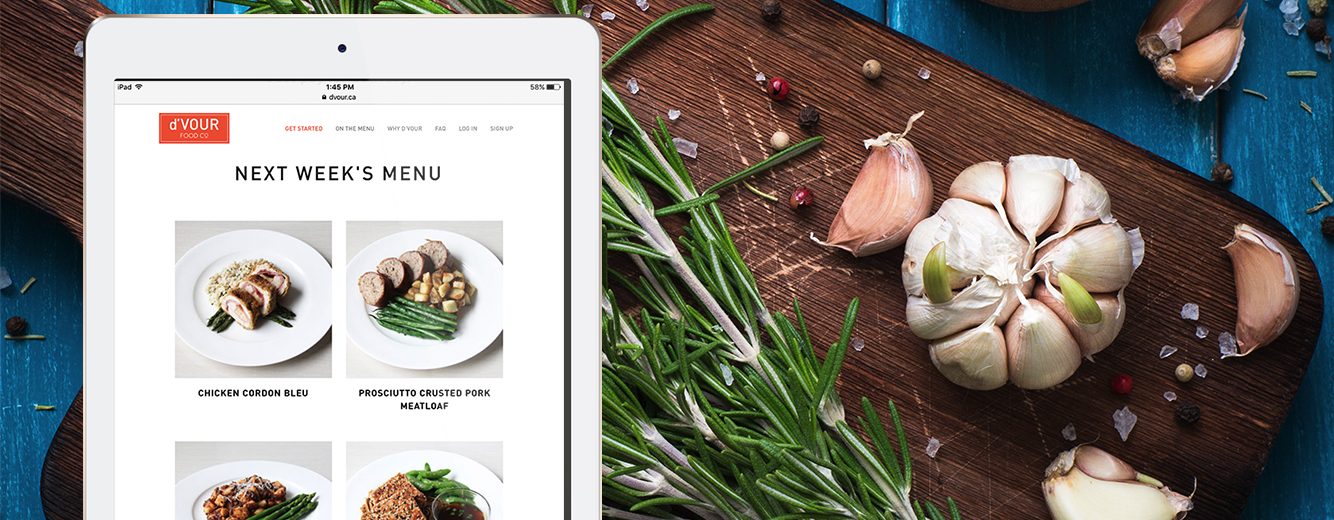 iPad
1:45 PM
58%
dvour.ca
d'VOUR
FOOD CO
GET STARTED ON THE MENU WHY D'VOUR FAQ LOG IN SIGN UP
NEXT WEEK'S MENU
CHICKEN CORDON BLEU
PROSCIUTTO CRUSTED PORK
MEATLOAF